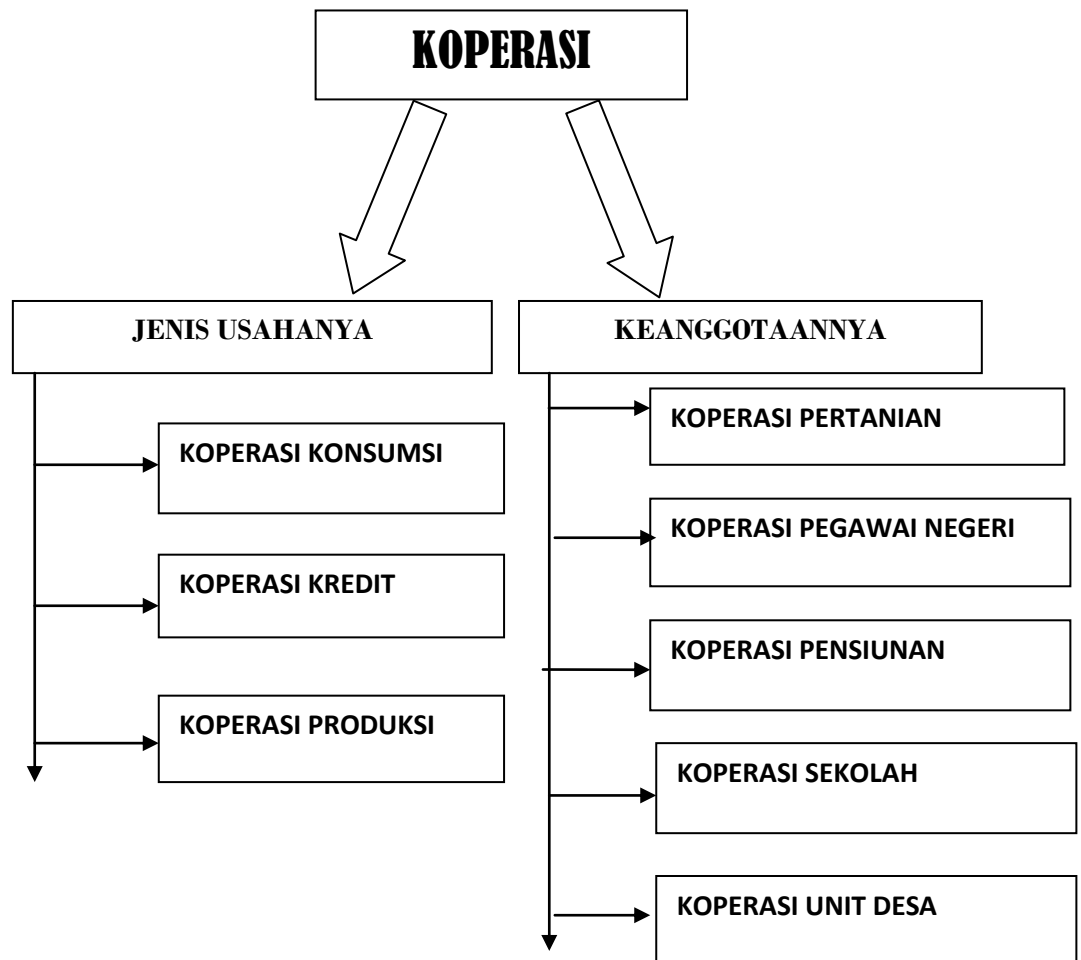 KOPERASI
JENIS USAHANYA
KOPERASI KONSUMSI
KOPERASI KREDIT
KOPERASI PRODUKSI
KEANGGOTAANNYA
KOPERASI PERTANIAN
KOPERASI PEGAWAI NEGERI
KOPERASI PENSIUNAN
KOPERASI SEKOLAH
KOPERASI UNIT DESA